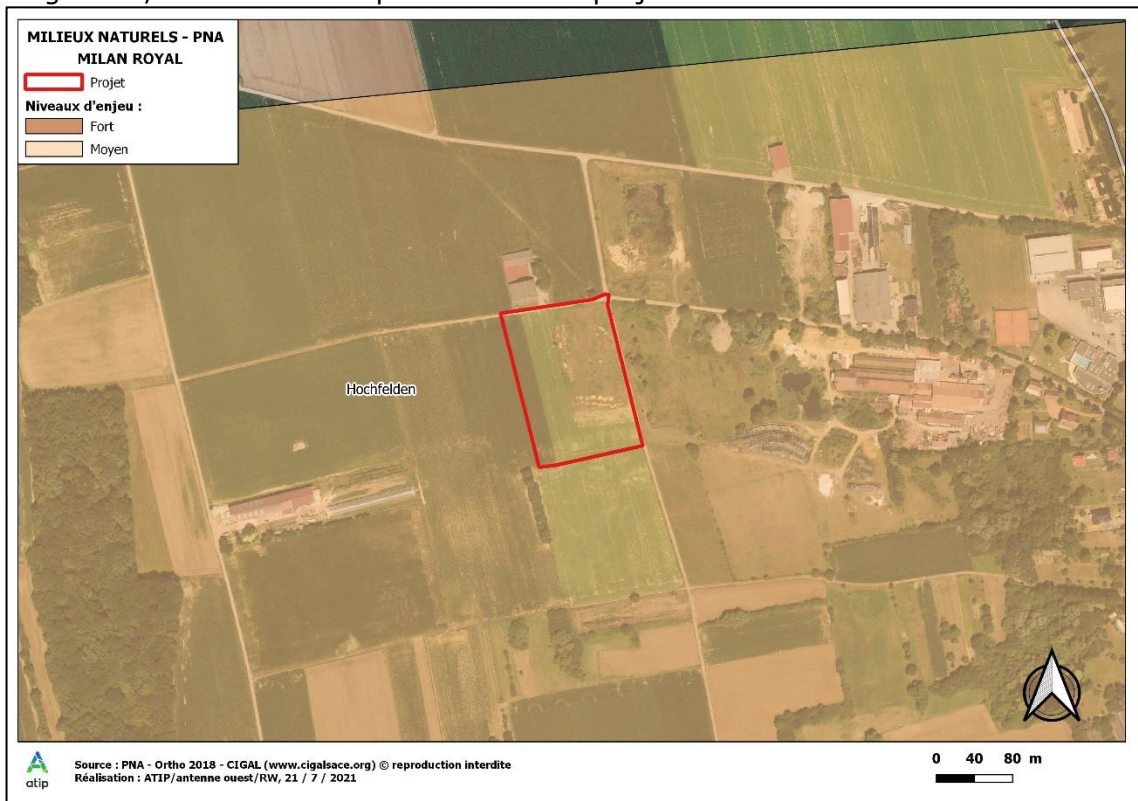 MILIEUX NATURELS - PNA
MILAN ROYAL
Projet
Niveaux d'enjeu :
Fort
Moyen
Hochfelden
atip
Source : PNA - Ortho 2018 - CIGAL (www.cigalsace.org) © reproduction interdite
Réalisation : ATIP/antenne ouest/RW, 21 / 7 / 2021
0 40 80 m